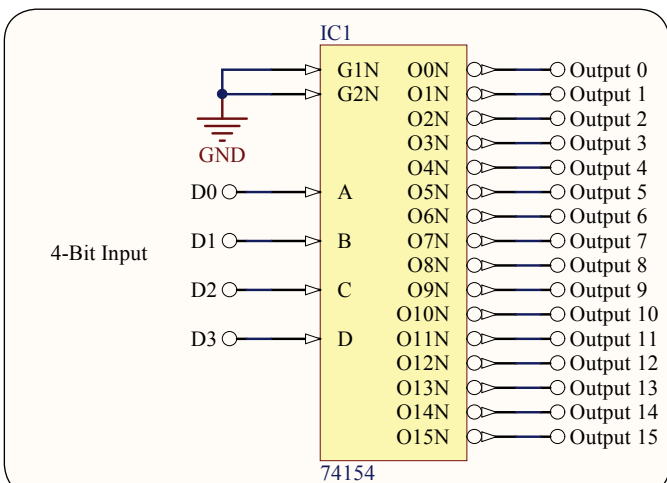 IC1
G1N O0N Output 0
G2N O1N Output 1
O2N Output 2
GND O3N Output 3
O4N Output 4
D0 A O5N Output 5
O6N Output 6
D1 B O7N Output 7
4-Bit Input O8N Output 8
D2 C O9N Output 9
O10N Output 10
D3 D O11N Output 11
O12N Output 12
O13N Output 13
O14N Output 14
O15N Output 15
74154